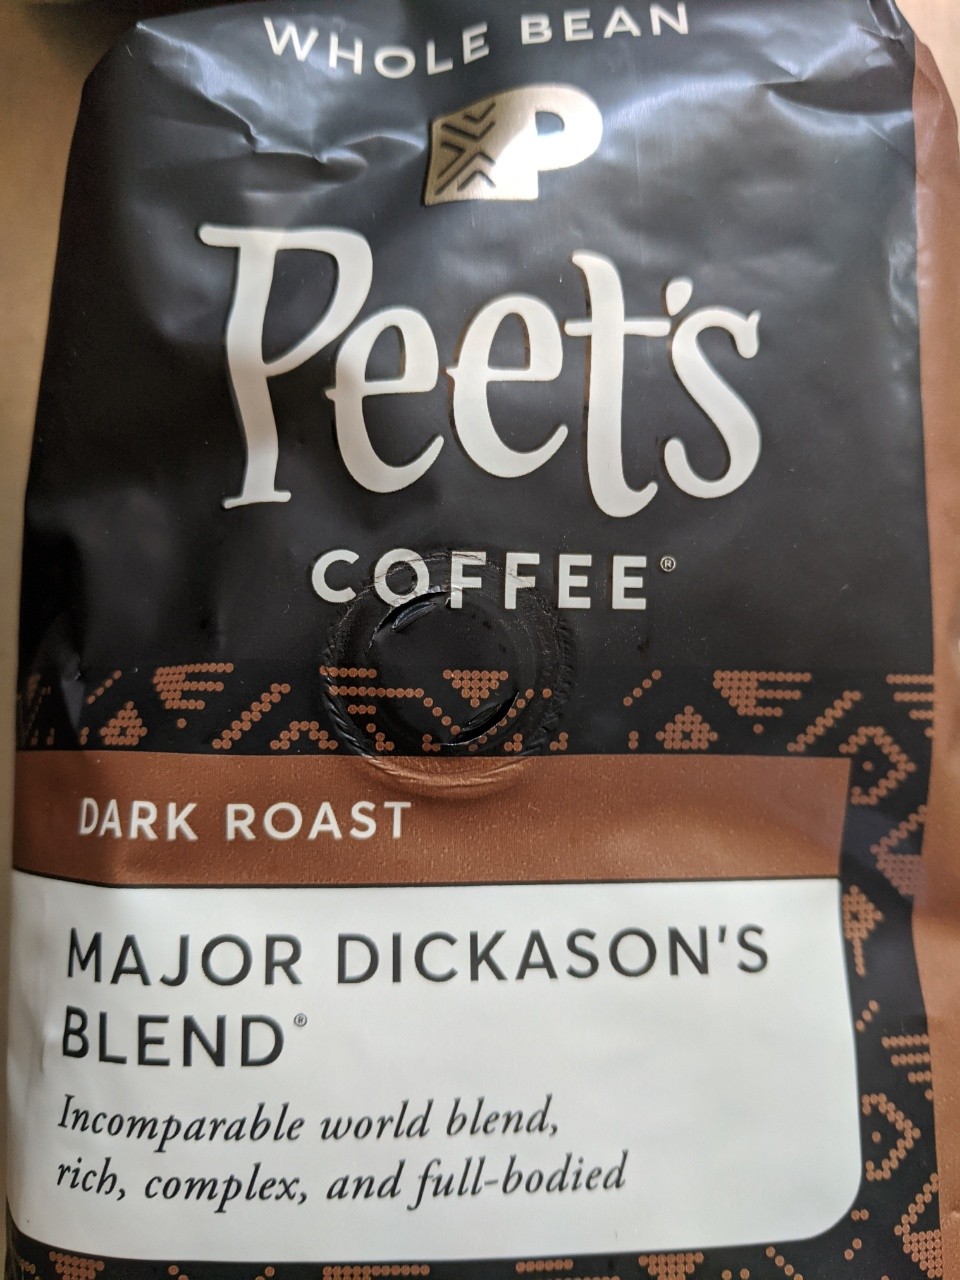 WHOLE BEAN
P
Peet's
COFFEE®
DARK ROAST
MAJOR DICKASON'S
BLEND®
Incomparable world blend,
rich, complex, and full-bodied